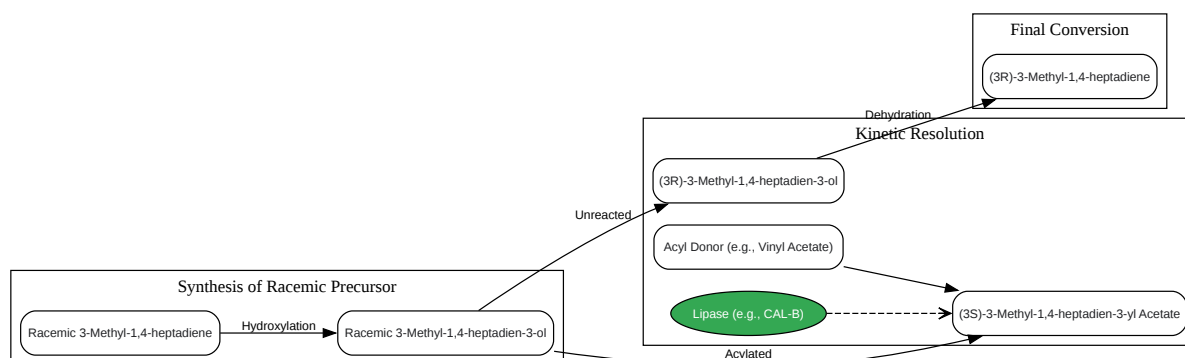 Final Conversion
(3R)-3-Methyl-1,4-heptadiene
Dehydration
Kinetic Resolution
(3R)-3-Methyl-1,4-heptadien-3-ol
Unreacted
Acyl Donor (e.g., Vinyl Acetate)
Synthesis of Racemic Precursor
Lipase (e.g., CAL-B)
(3S)-3-Methyl-1,4-heptadien-3-yl Acetate
Racemic 3-Methyl-1,4-heptadiene
Hydroxylation
Racemic 3-Methyl-1,4-heptadien-3-ol
Acylated